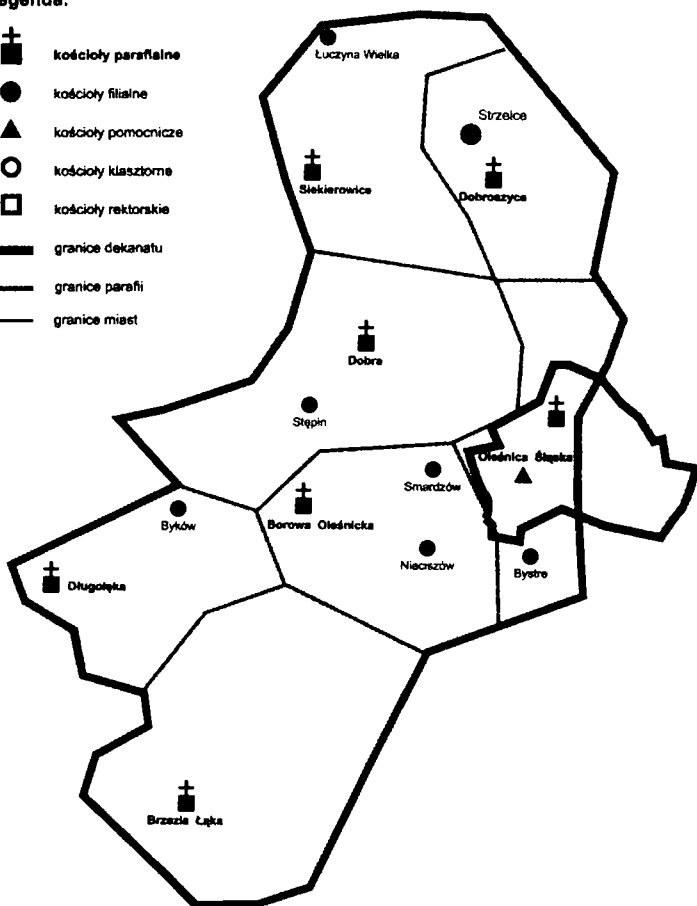 egenda:
kościoły parafialne
kościoły filialne
kościoły pomocnicze
kościoły klasztorne
kościoły rektorskie
granice dekanatu
granice parafii
granice miast
Łuczyna Wielka
Strzelce
Siekierowice
Dobroszyce
Dobra
Stępin
Oleśnica Śląska
Smardzów
Byków
Borowa Oleśnicka
Nieciszów
Bystre
Długołęka
Brzezia Łąka